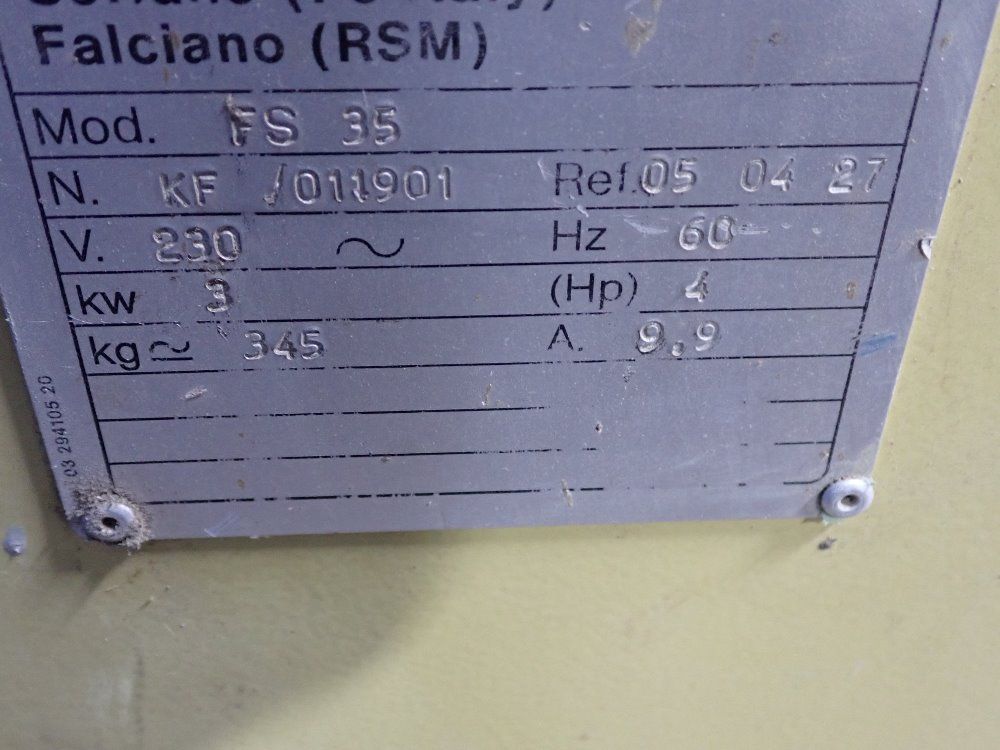 Falciano (RSM)
Mod. FS 35
N. KF /011901 Ref. 05 04 27
V. 230 ~ Hz 60
kw 3 (Hp) 4
kg ≃ 345 A. 9.9
03 294105 20